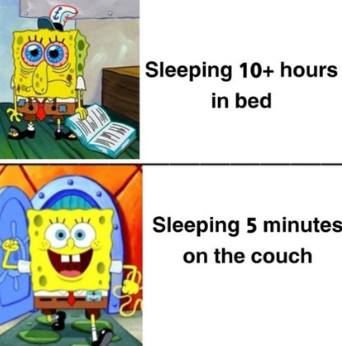 Sleeping 10+ hours
in bed
Sleeping 5 minutes
on the couch